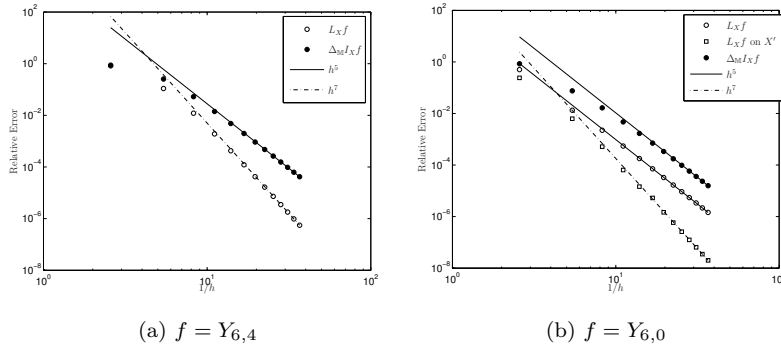 10^2
10^0
10^{-2}
10^{-4}
10^{-6}
10^{-8}
10^0
10^1
10^2
Relative Error
1/h
L_X f
Δ_M I_X f
h^5
h^7
(a) f = Y_{6,4}
10^2
10^0
10^{-2}
10^{-4}
10^{-6}
10^{-8}
10^0
10^1
10
Relative Error
1/h
L_X f
L_X f on X′
Δ_M I_X f
h^5
h^7
(b) f = Y_{6,0}